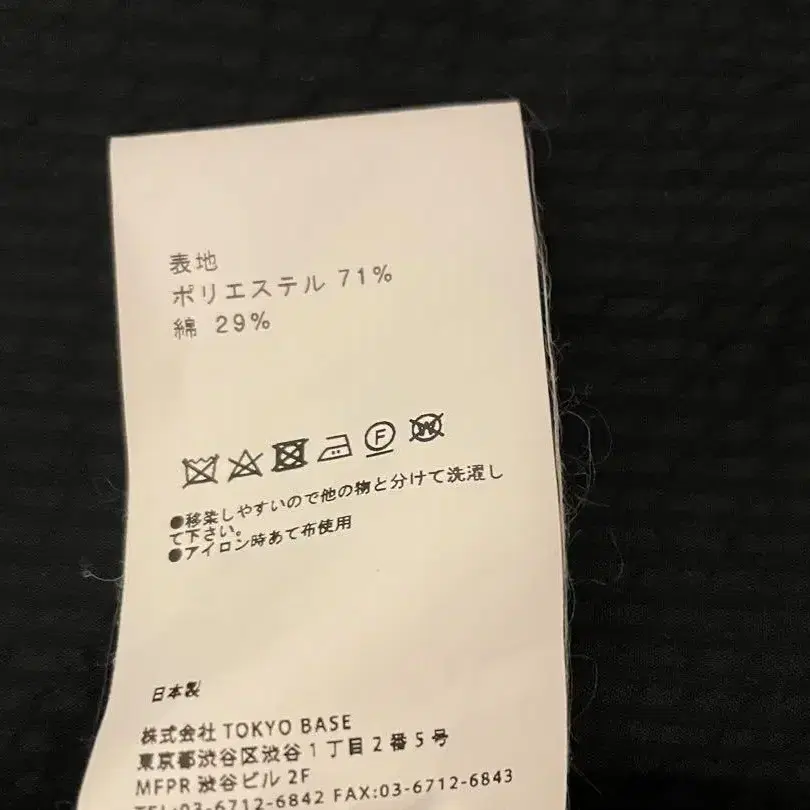 表地
ポリエステル 71%
綿 29%
F
W
●移染しやすいので他の物と分けて洗濯し
て下さい。
●アイロン時あて布使用
日本製
株式会社 TOKYO BASE
東京都渋谷区渋谷1丁目2番5号
MFPR 渋谷ビル 2F
TEL:03-6712-6842 FAX:03-6712-6843